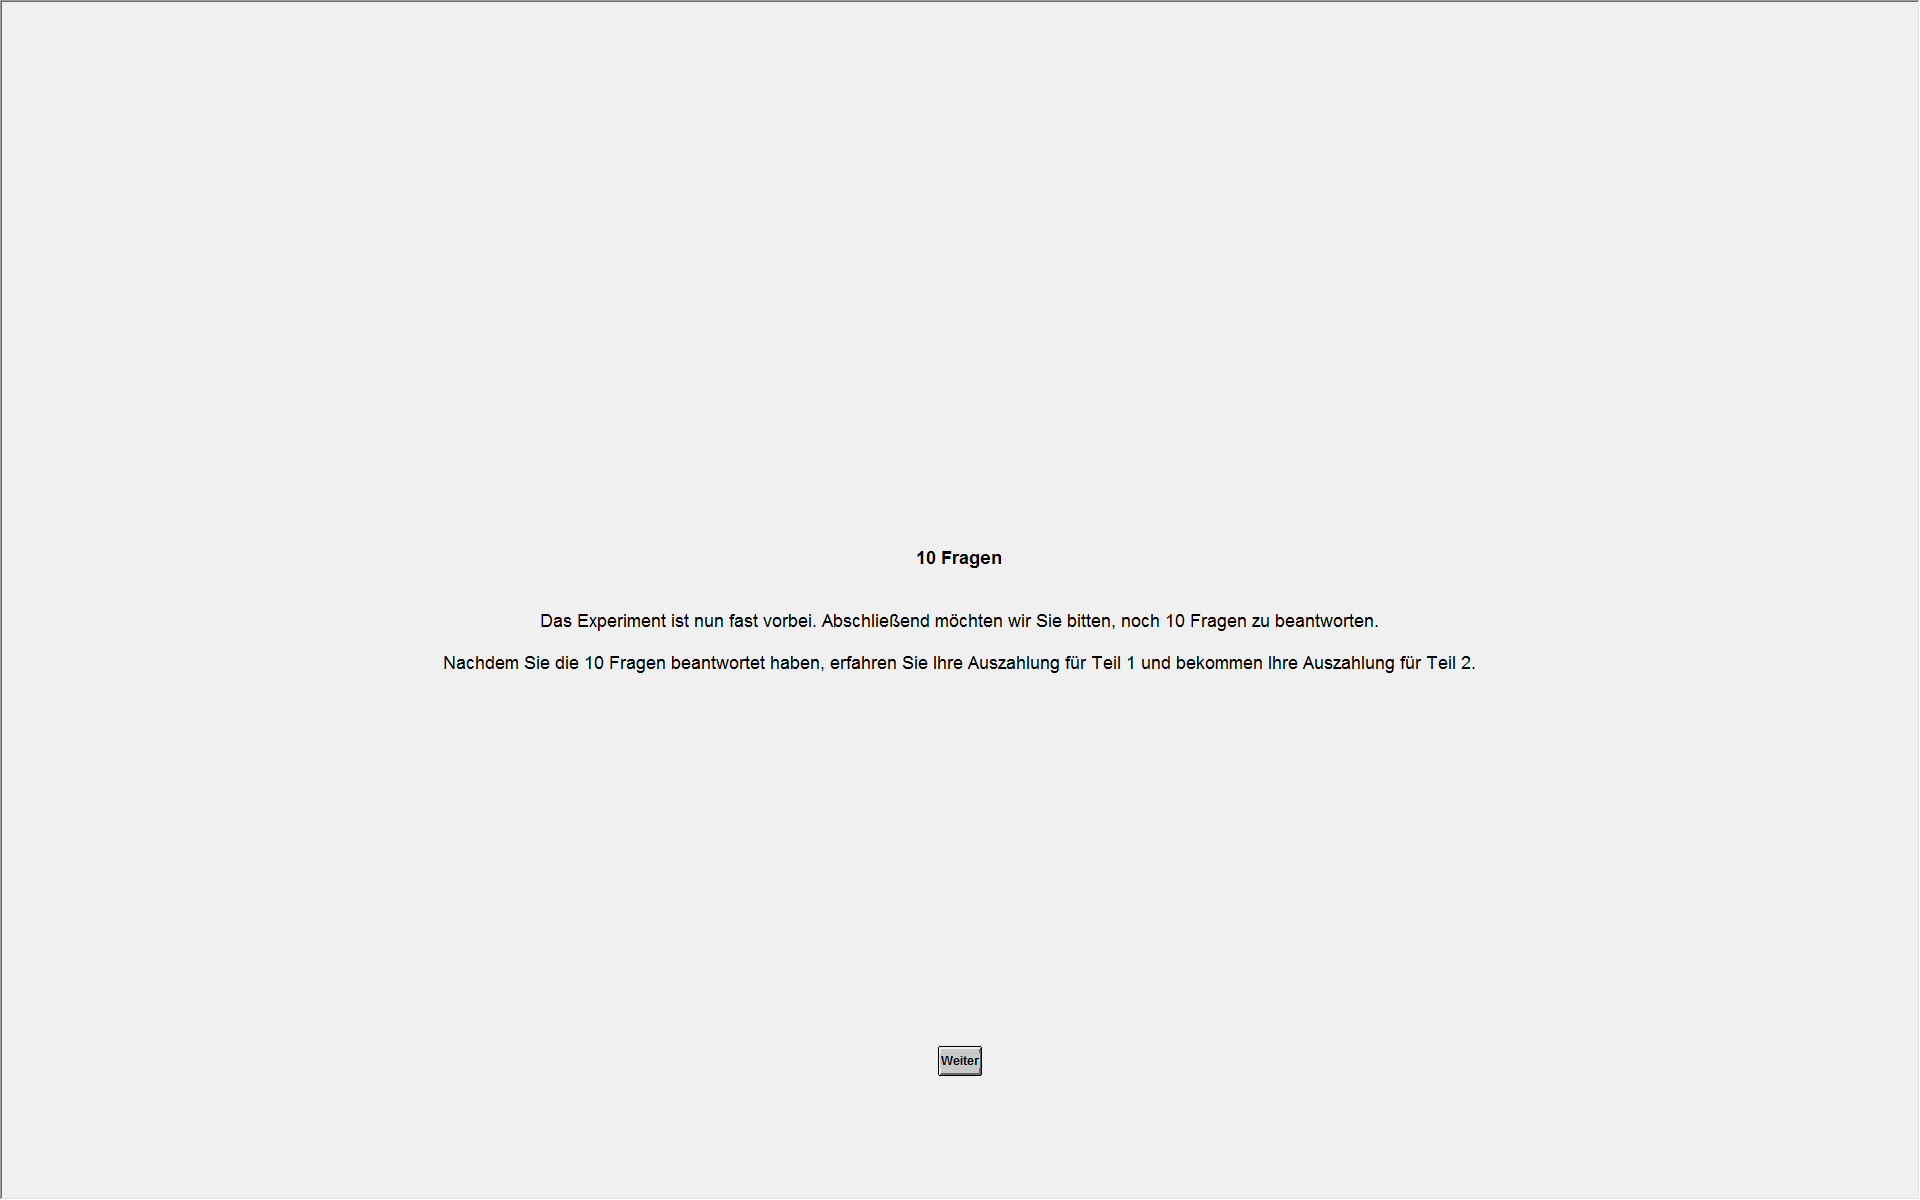 10 Fragen
Das Experiment ist nun fast vorbei. Abschließend möchten wir Sie bitten, noch 10 Fragen zu beantworten.
Nachdem Sie die 10 Fragen beantwortet haben, erfahren Sie Ihre Auszahlung für Teil 1 und bekommen Ihre Auszahlung für Teil 2.
Weiter